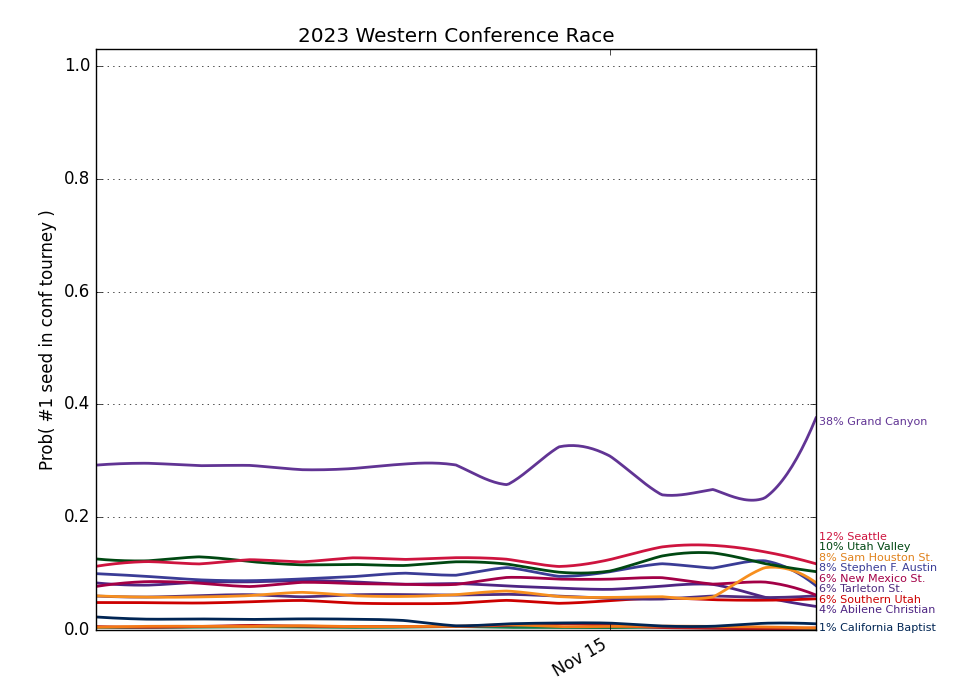 2023 Western Conference Race
Prob( #1 seed in conf tourney )
1.0
0.8
0.6
0.4
0.2
0.0
Nov 15
38% Grand Canyon
12% Seattle
10% Utah Valley
8% Sam Houston St.
8% Stephen F. Austin
6% New Mexico St.
6% Tarleton St.
6% Southern Utah
4% Abilene Christian
1% California Baptist